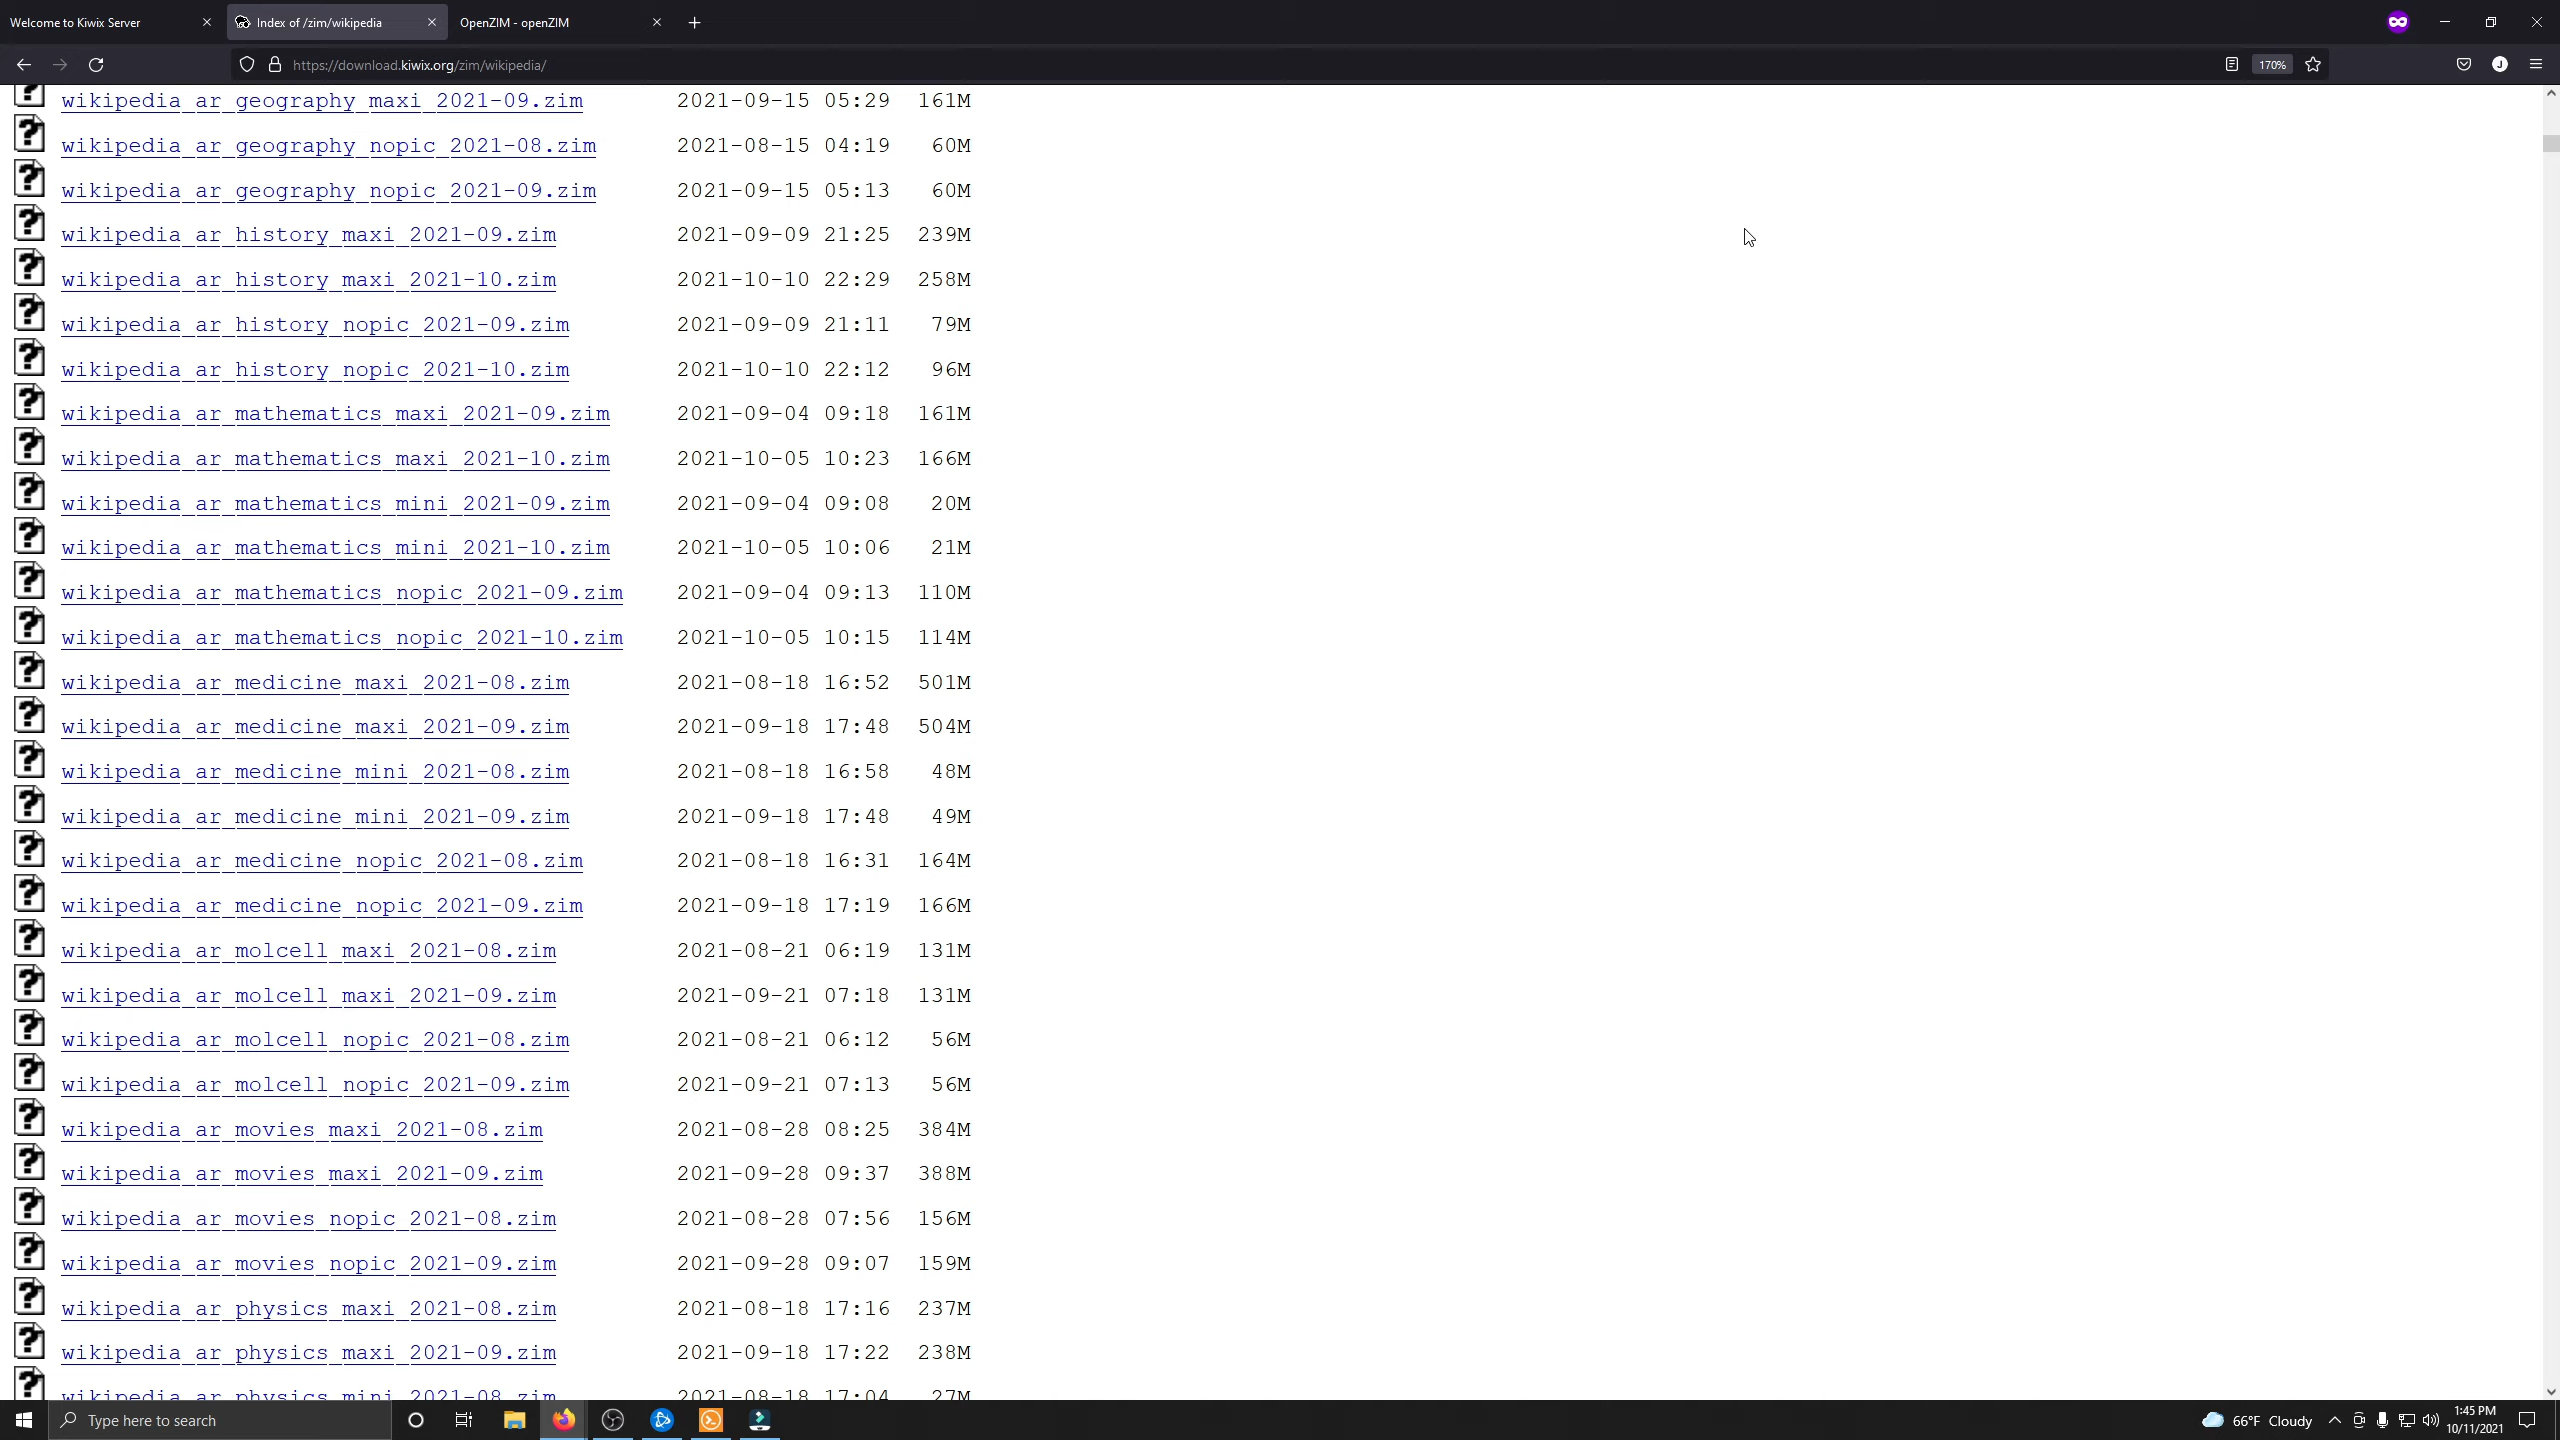 Welcome to Kiwix Server
Index of /zim/wikipedia
OpenZIM - openZIM
https://download.kiwix.org/zim/wikipedia/
170%
J
wikipedia_ar_geography_maxi_2021-09.zim 2021-09-15 05:29 161M
wikipedia_ar_geography_nopic_2021-08.zim 2021-08-15 04:19 60M
wikipedia_ar_geography_nopic_2021-09.zim 2021-09-15 05:13 60M
wikipedia_ar_history_maxi_2021-09.zim 2021-09-09 21:25 239M
wikipedia_ar_history_maxi_2021-10.zim 2021-10-10 22:29 258M
wikipedia_ar_history_nopic_2021-09.zim 2021-09-09 21:11 79M
wikipedia_ar_history_nopic_2021-10.zim 2021-10-10 22:12 96M
wikipedia_ar_mathematics_maxi_2021-09.zim 2021-09-04 09:18 161M
wikipedia_ar_mathematics_maxi_2021-10.zim 2021-10-05 10:23 166M
wikipedia_ar_mathematics_mini_2021-09.zim 2021-09-04 09:08 20M
wikipedia_ar_mathematics_mini_2021-10.zim 2021-10-05 10:06 21M
wikipedia_ar_mathematics_nopic_2021-09.zim 2021-09-04 09:13 110M
wikipedia_ar_mathematics_nopic_2021-10.zim 2021-10-05 10:15 114M
wikipedia_ar_medicine_maxi_2021-08.zim 2021-08-18 16:52 501M
wikipedia_ar_medicine_maxi_2021-09.zim 2021-09-18 17:48 504M
wikipedia_ar_medicine_mini_2021-08.zim 2021-08-18 16:58 48M
wikipedia_ar_medicine_mini_2021-09.zim 2021-09-18 17:48 49M
wikipedia_ar_medicine_nopic_2021-08.zim 2021-08-18 16:31 164M
wikipedia_ar_medicine_nopic_2021-09.zim 2021-09-18 17:19 166M
wikipedia_ar_molcell_maxi_2021-08.zim 2021-08-21 06:19 131M
wikipedia_ar_molcell_maxi_2021-09.zim 2021-09-21 07:18 131M
wikipedia_ar_molcell_nopic_2021-08.zim 2021-08-21 06:12 56M
wikipedia_ar_molcell_nopic_2021-09.zim 2021-09-21 07:13 56M
wikipedia_ar_movies_maxi_2021-08.zim 2021-08-28 08:25 384M
wikipedia_ar_movies_maxi_2021-09.zim 2021-09-28 09:37 388M
wikipedia_ar_movies_nopic_2021-08.zim 2021-08-28 07:56 156M
wikipedia_ar_movies_nopic_2021-09.zim 2021-09-28 09:07 159M
wikipedia_ar_physics_maxi_2021-08.zim 2021-08-18 17:16 237M
wikipedia_ar_physics_maxi_2021-09.zim 2021-09-18 17:22 238M
wikipedia_ar_physics_mini_2021-08.zim 2021-08-18 17:04 27M
Type here to search
66°F Cloudy
1:45 PM
10/11/2021